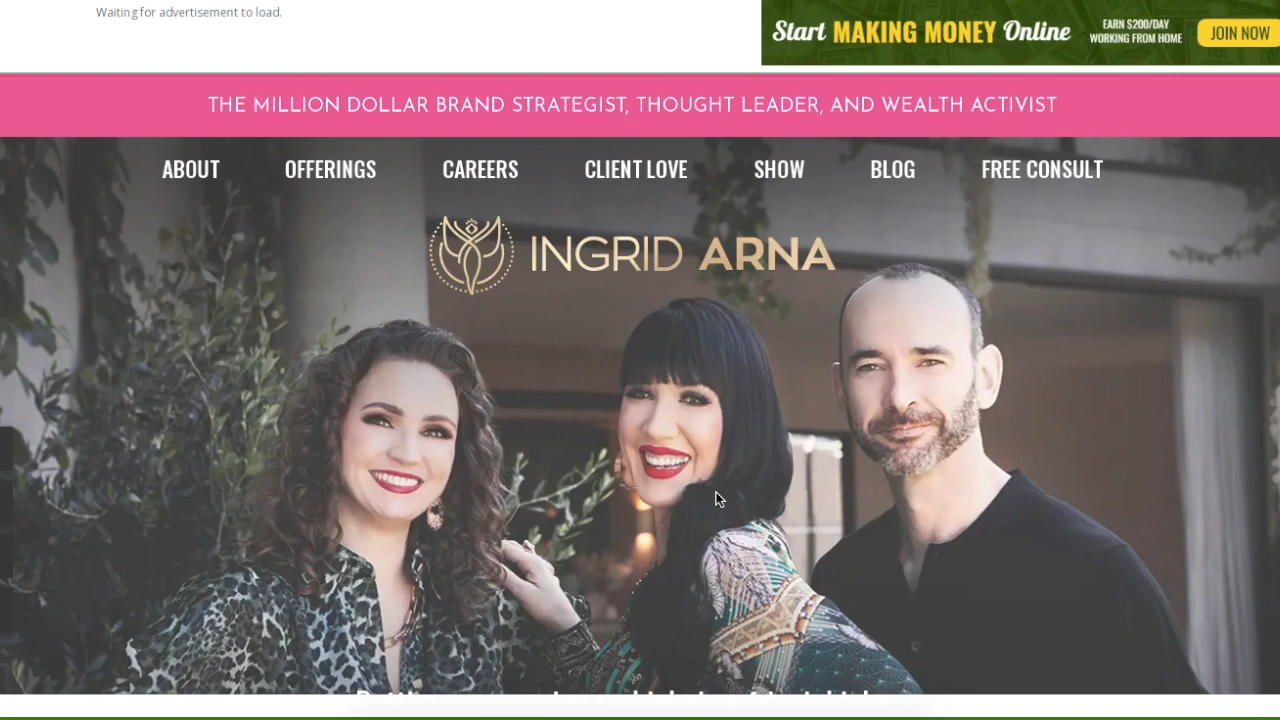 Waiting for advertisement to load.
Start MAKING MONEY Online
EARN $200/DAY
WORKING FROM HOME
JOIN NOW
THE MILLION DOLLAR BRAND STRATEGIST, THOUGHT LEADER, AND WEALTH ACTIVIST
ABOUT OFFERINGS CAREERS CLIENT LOVE SHOW BLOG FREE CONSULT
INGRID ARNA